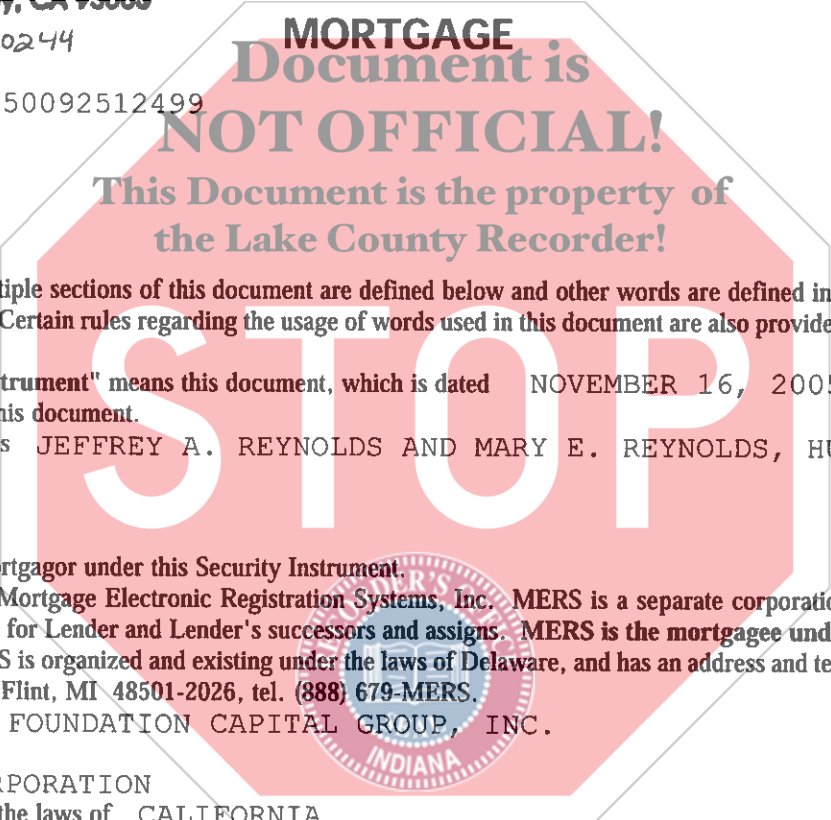 y, CA 95060
0244
MORTGAGE
Document is
50092512499
NOT OFFICIAL!
This Document is the property of
the Lake County Recorder!
tiple sections of this document are defined below and other words are defined in
Certain rules regarding the usage of words used in this document are also provide
trument" means this document, which is dated NOVEMBER 16, 2005
his document.
s JEFFREY A. REYNOLDS AND MARY E. REYNOLDS, HU
STOP
rtgagor under this Security Instrument.
Mortgage Electronic Registration Systems, Inc. MERS is a separate corporatio
for Lender and Lender's successors and assigns. MERS is the mortgagee und
S is organized and existing under the laws of Delaware, and has an address and te
Flint, MI 48501-2026, tel. (888) 679-MERS.
FOUNDATION CAPITAL GROUP, INC.
INDIANA
RPORATION
the laws of CALIFORNIA